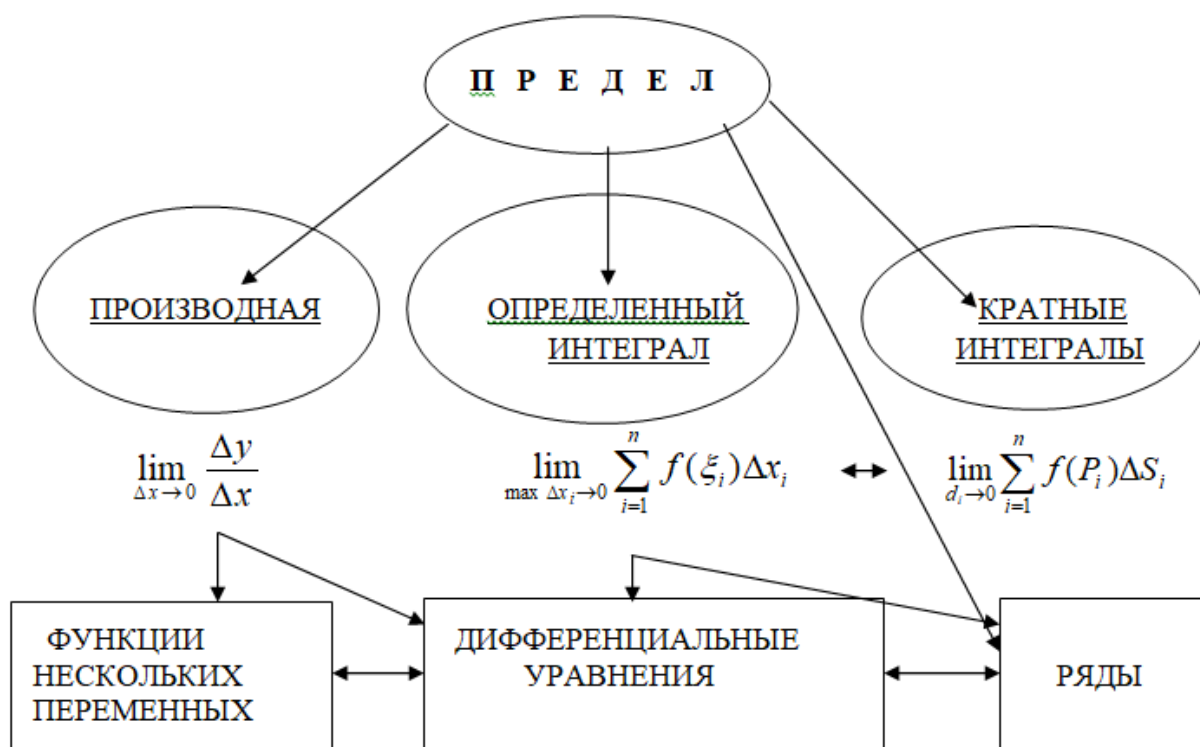 П Р Е Д Е Л
ПРОИЗВОДНАЯ
ОПРЕДЕЛЕННЫЙ
ИНТЕГРАЛ
КРАТНЫЕ
ИНТЕГРАЛЫ
lim Δx→0 Δy/Δx
lim max Δxᵢ→0 ∑ i=1 n f(ξᵢ)Δxᵢ
lim dᵢ→0 ∑ i=1 n f(Pᵢ)ΔSᵢ
ФУНКЦИИ
НЕСКОЛЬКИХ
ПЕРЕМЕННЫХ
ДИФФЕРЕНЦИАЛЬНЫЕ
УРАВНЕНИЯ
РЯДЫ